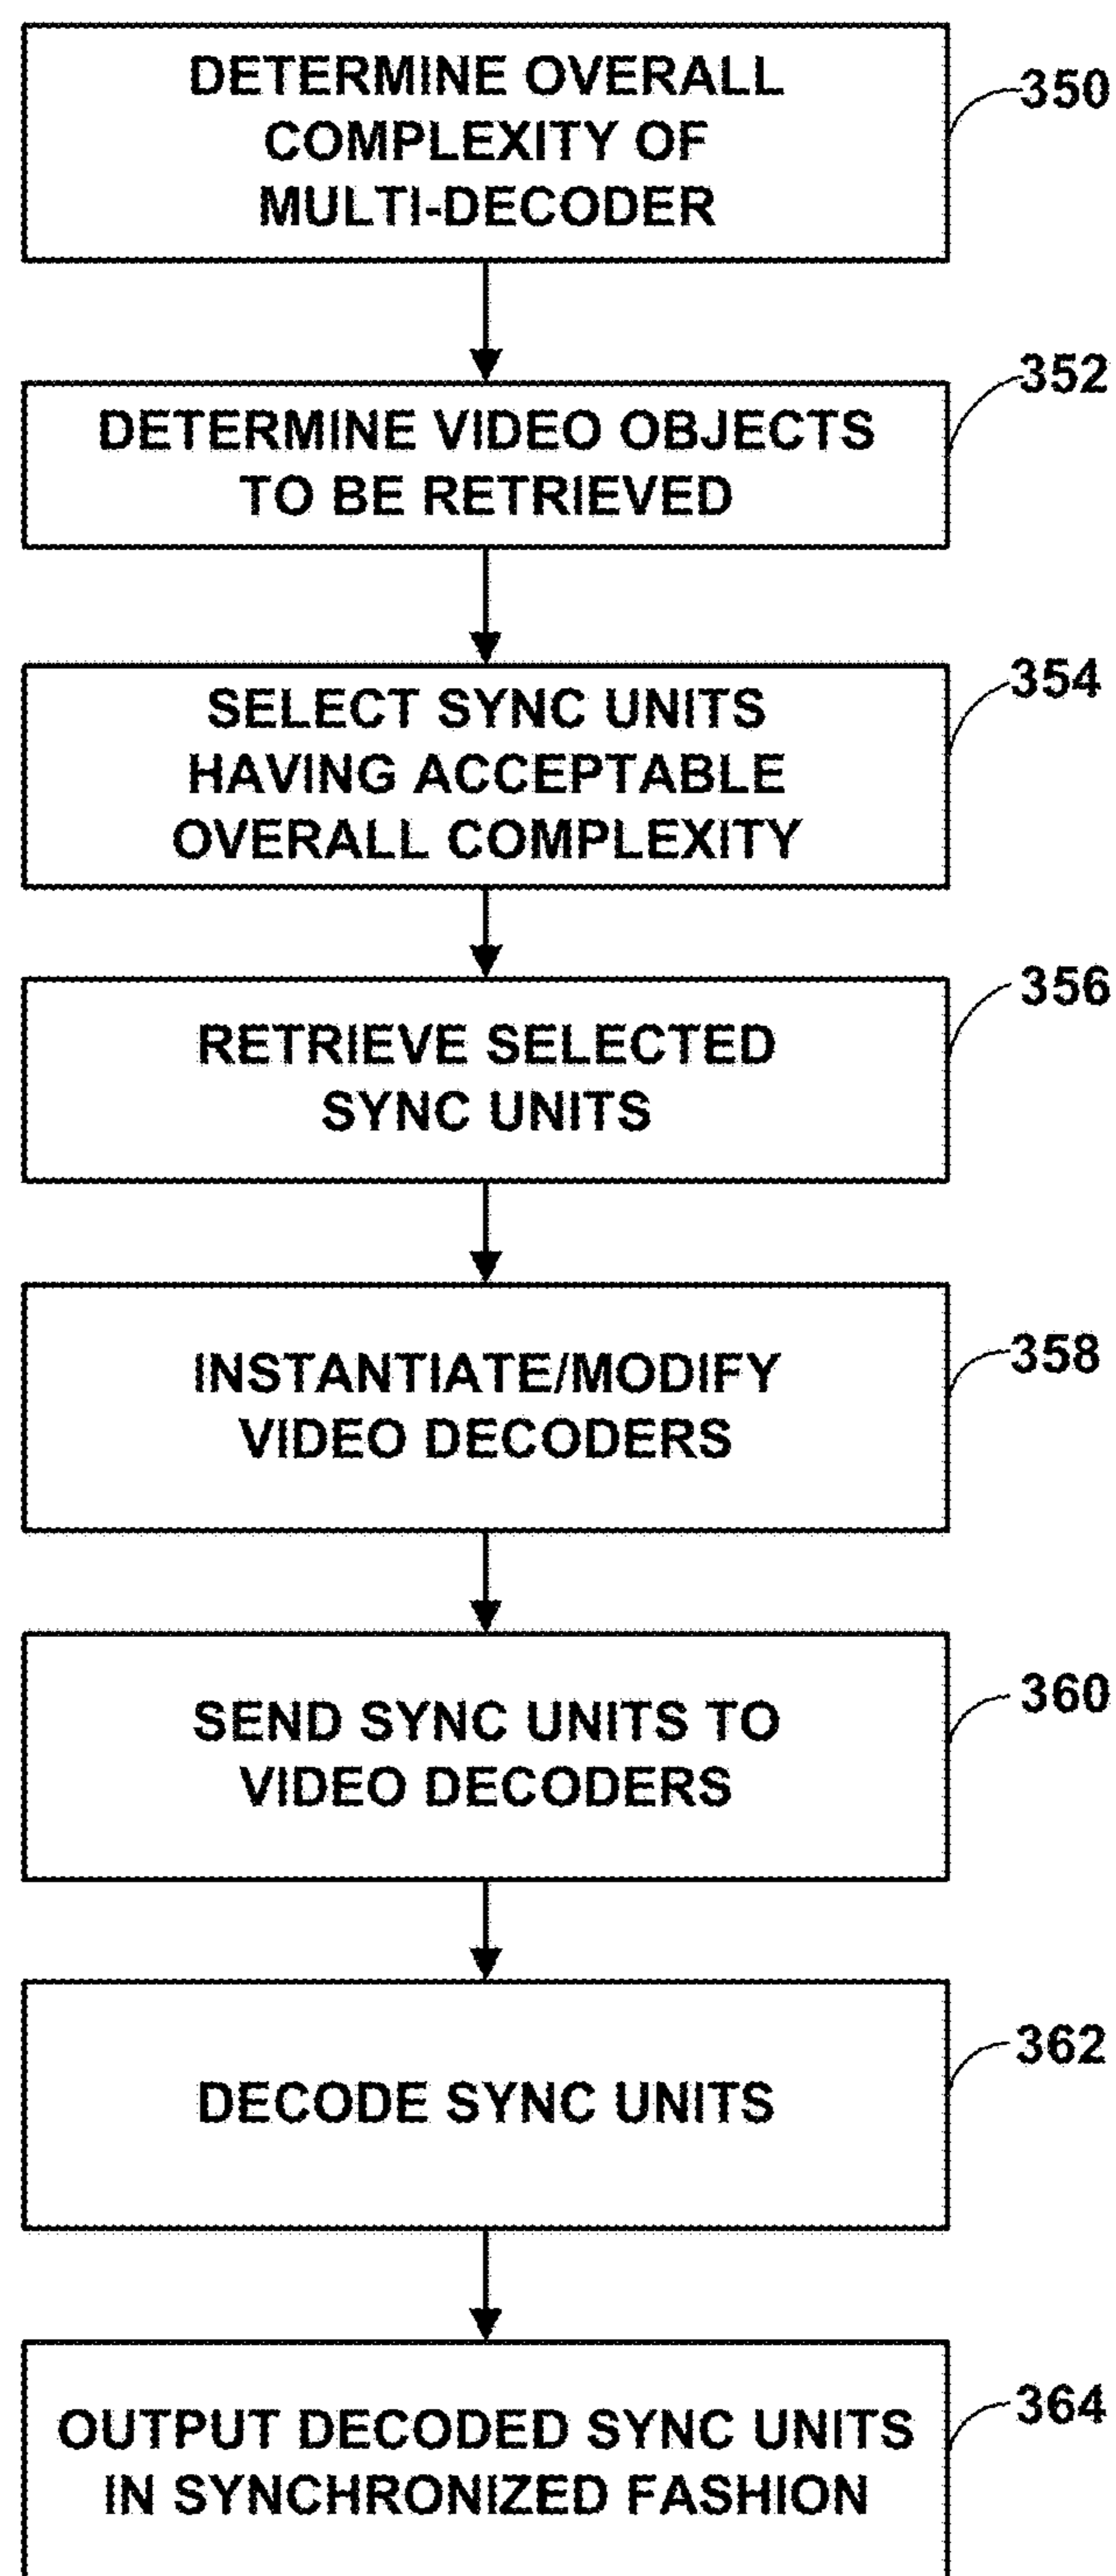 DETERMINE OVERALL
COMPLEXITY OF
MULTI-DECODER
350
DETERMINE VIDEO OBJECTS
TO BE RETRIEVED
352
SELECT SYNC UNITS
HAVING ACCEPTABLE
OVERALL COMPLEXITY
354
RETRIEVE SELECTED
SYNC UNITS
356
INSTANTIATE/MODIFY
VIDEO DECODERS
358
SEND SYNC UNITS TO
VIDEO DECODERS
360
DECODE SYNC UNITS
362
OUTPUT DECODED SYNC UNITS
IN SYNCHRONIZED FASHION
364